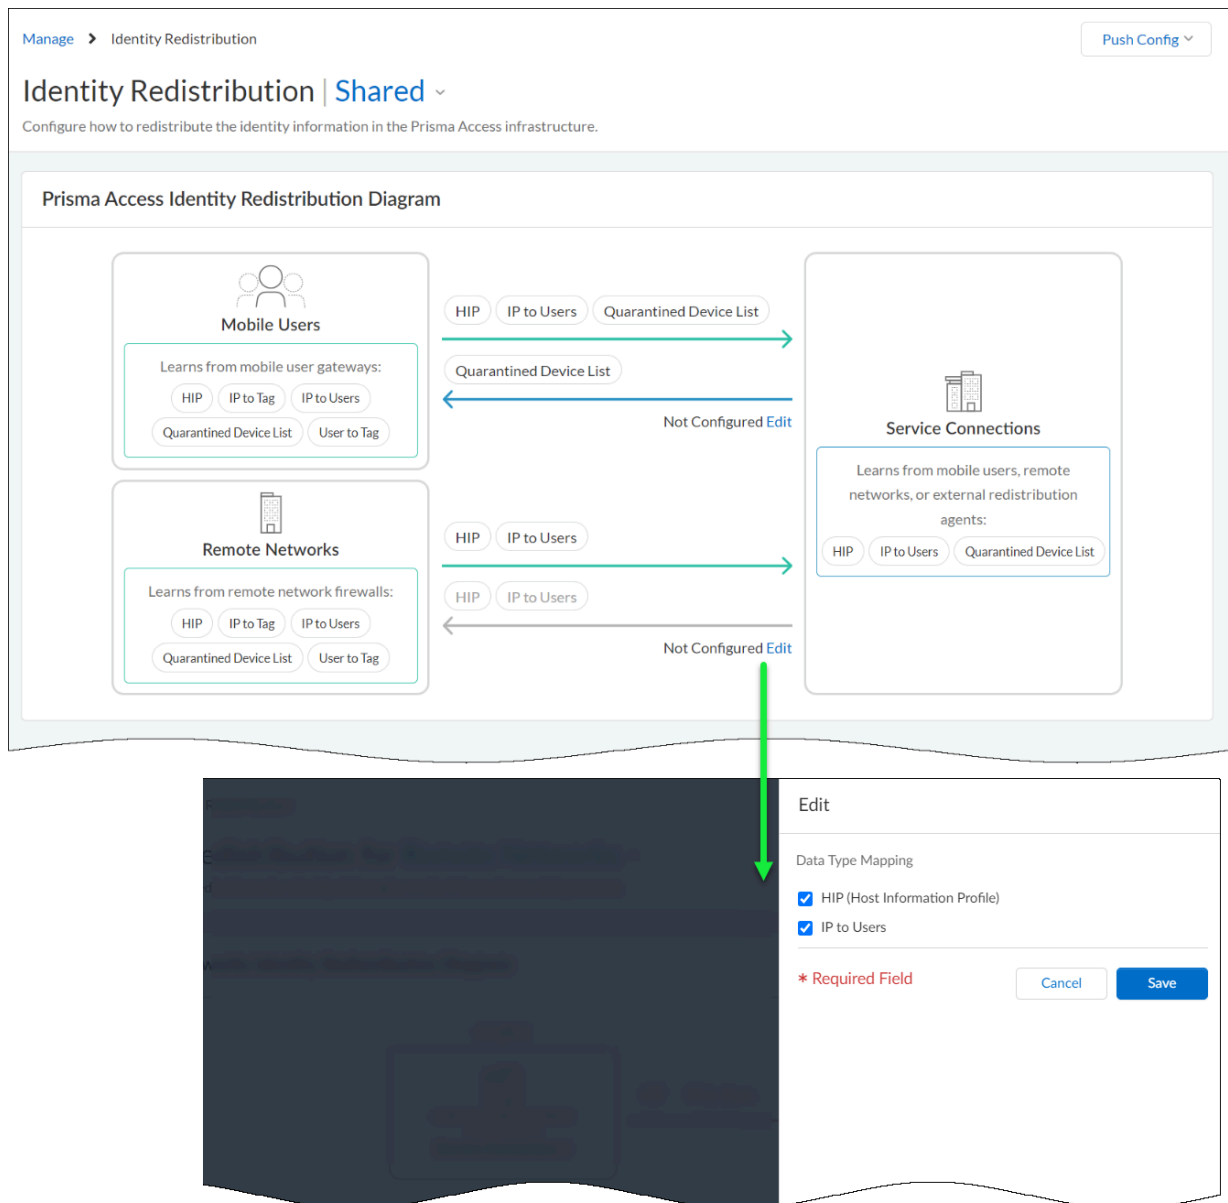 Manage > Identity Redistribution
Push Config
Identity Redistribution | Shared
Configure how to redistribute the identity information in the Prisma Access infrastructure.
Prisma Access Identity Redistribution Diagram
Mobile Users
Learns from mobile user gateways:
HIP IP to Tag IP to Users
Quarantined Device List User to Tag
HIP IP to Users Quarantined Device List
Quarantined Device List
Not Configured Edit
Service Connections
Learns from mobile users, remote
networks, or external redistribution
agents:
HIP IP to Users Quarantined Device List
Remote Networks
Learns from remote network firewalls:
HIP IP to Tag IP to Users
Quarantined Device List User to Tag
HIP IP to Users
HIP IP to Users
Not Configured Edit
Edit
Data Type Mapping
HIP (Host Information Profile)
IP to Users
* Required Field
Cancel
Save